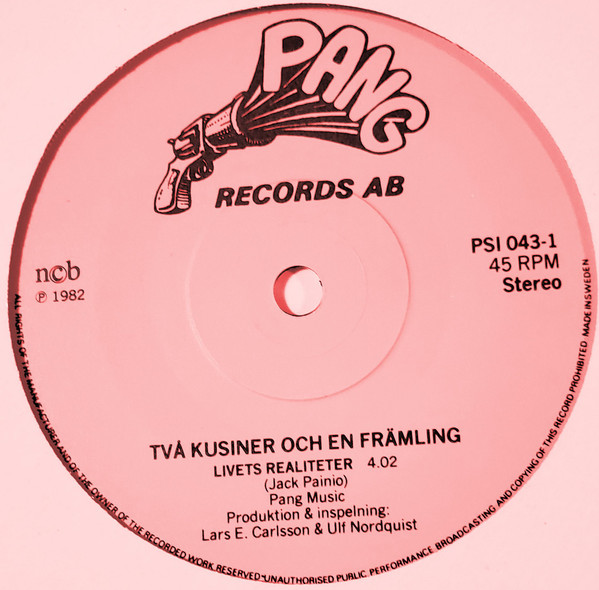 PANG
RECORDS AB
PSI 043-1
45 RPM
Stereo
ncb
℗ 1982
TVÅ KUSINER OCH EN FRÄMLING
LIVETS REALITETER 4.02
(Jack Painio)
Pang Music
Produktion & inspelning:
Lars E. Carlsson & Ulf Nordquist
ALL RIGHTS OF THE MANUFACTURER AND OF THE OWNER OF THE RECORDED WORK RESERVED-UNAUTHORISED PUBLIC PERFORMANCE BROADCASTING AND COPYING OF THIS RECORD PROHIBITED MADE IN SWEDEN